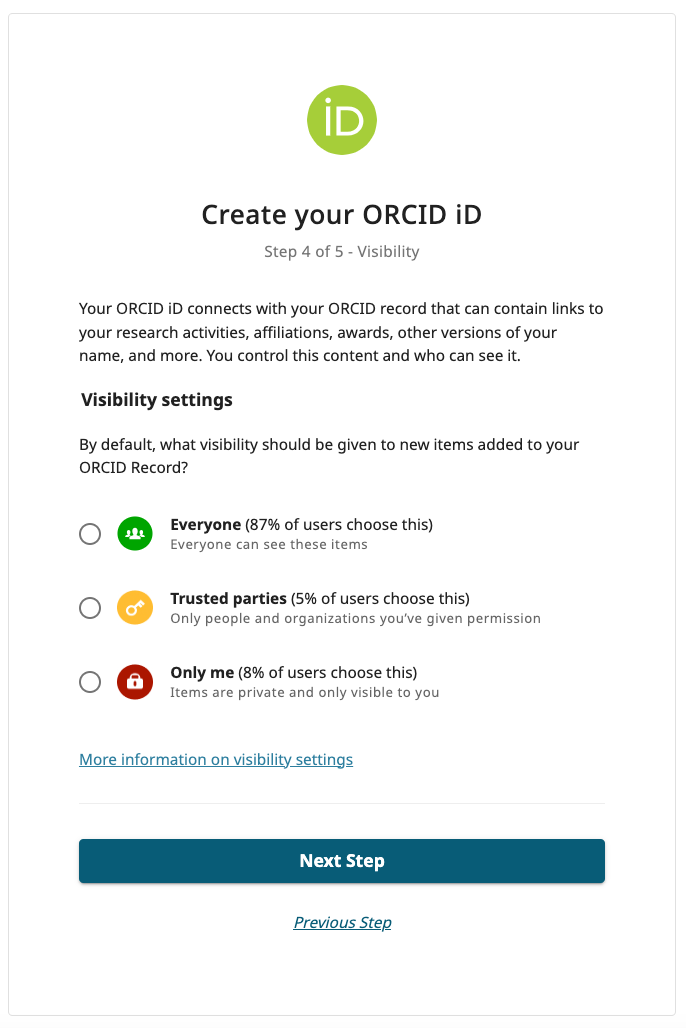 iD
Create your ORCID iD
Step 4 of 5 - Visibility
Your ORCID iD connects with your ORCID record that can contain links to
your research activities, affiliations, awards, other versions of your
name, and more. You control this content and who can see it.
Visibility settings
By default, what visibility should be given to new items added to your
ORCID Record?
Everyone (87% of users choose this)
Everyone can see these items
Trusted parties (5% of users choose this)
Only people and organizations you’ve given permission
Only me (8% of users choose this)
Items are private and only visible to you
More information on visibility settings
Next Step
Previous Step